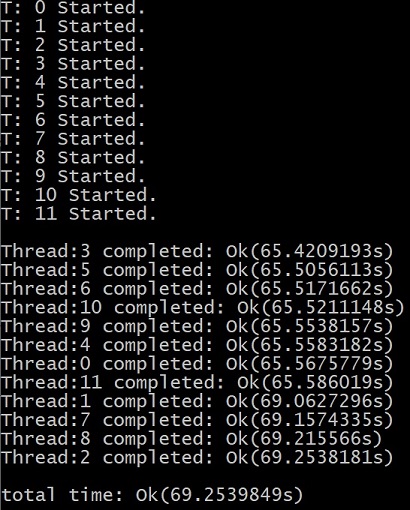 T: 0 Started.
T: 1 Started.
T: 2 Started.
T: 3 Started.
T: 4 Started.
T: 5 Started.
T: 6 Started.
T: 7 Started.
T: 8 Started.
T: 9 Started.
T: 10 Started.
T: 11 Started.
Thread:3 completed: Ok(65.4209193s)
Thread:5 completed: Ok(65.5056113s)
Thread:6 completed: Ok(65.5171662s)
Thread:10 completed: Ok(65.5211148s)
Thread:9 completed: Ok(65.5538157s)
Thread:4 completed: Ok(65.5583182s)
Thread:0 completed: Ok(65.5675779s)
Thread:11 completed: Ok(65.586019s)
Thread:1 completed: Ok(69.0627296s)
Thread:7 completed: Ok(69.1574335s)
Thread:8 completed: Ok(69.215566s)
Thread:2 completed: Ok(69.2538181s)
total time: Ok(69.2539849s)